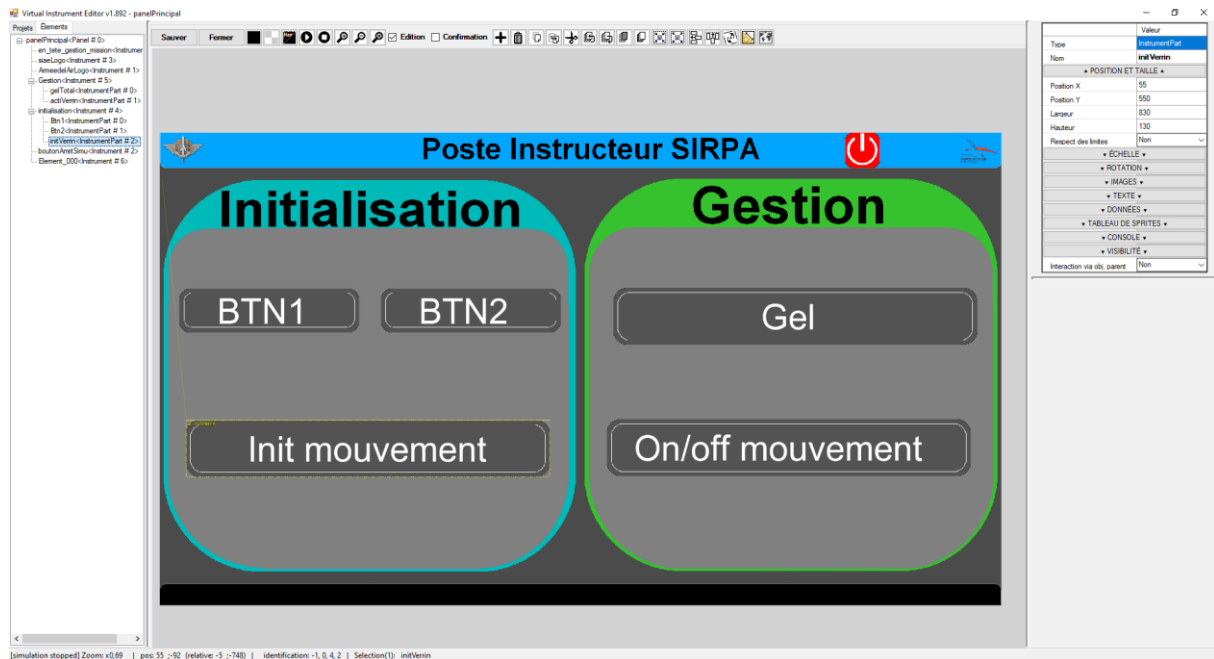 Virtual Instrument Editor v1.892 - panelPrincipal
Projets Éléments
panelPrincipal<Panel # 0>
en_tete_gestion_mission<Instrumer
siaeLogo<Instrument # 3>
ArmeedelAirLogo<Instrument # 1>
Gestion<Instrument # 5>
gelTotal<InstrumentPart # 0>
actiVerrin<InstrumentPart # 1>
initialisation<Instrument # 4>
Btn1<InstrumentPart # 0>
Btn2<InstrumentPart # 1>
initVerrin<InstrumentPart # 2>
boutonArretSimu<Instrument # 2>
Element_000<Instrument # 6>
Sauver Fermer Edition Confirmation
Poste Instructeur SIRPA
Initialisation
Gestion
BTN1
BTN2
Gel
Init mouvement
On/off mouvement
Valeur
Type InstrumentPart
Nom initVerrin
▲ POSITION ET TAILLE ▲
Position X 55
Position Y 550
Largeur 830
Hauteur 130
Respect des limites Non
▼ ÉCHELLE ▼
▼ ROTATION ▼
▼ IMAGES ▼
▼ TEXTE ▼
▼ DONNÉES ▼
▼ TABLEAU DE SPRITES ▼
▼ CONSOLE ▼
▼ VISIBILITÉ ▼
Interaction via obj. parent Non
[simulation stopped] Zoom: x0,69 | pos: 55 ;-92 (relative: -5 ;-748) | identification: -1, 0, 4, 2 | Selection(1): initVerrin